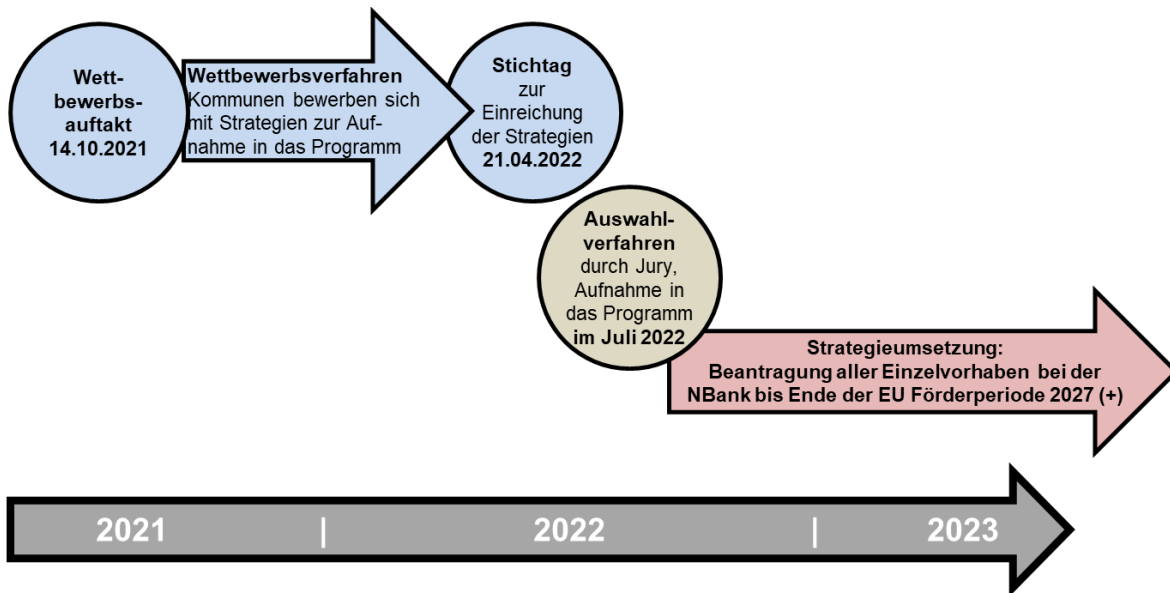 Wett-
bewerbs-
auftakt
14.10.2021
Wettbewerbsverfahren
Kommunen bewerben sich
mit Strategien zur Auf-
nahme in das Programm
Stichtag
zur
Einreichung
der Strategien
21.04.2022
Auswahl-
verfahren
durch Jury,
Aufnahme in
das Programm
im Juli 2022
Strategieumsetzung:
Beantragung aller Einzelvorhaben bei der
NBank bis Ende der EU Förderperiode 2027 (+)
2021 | 2022 | 2023